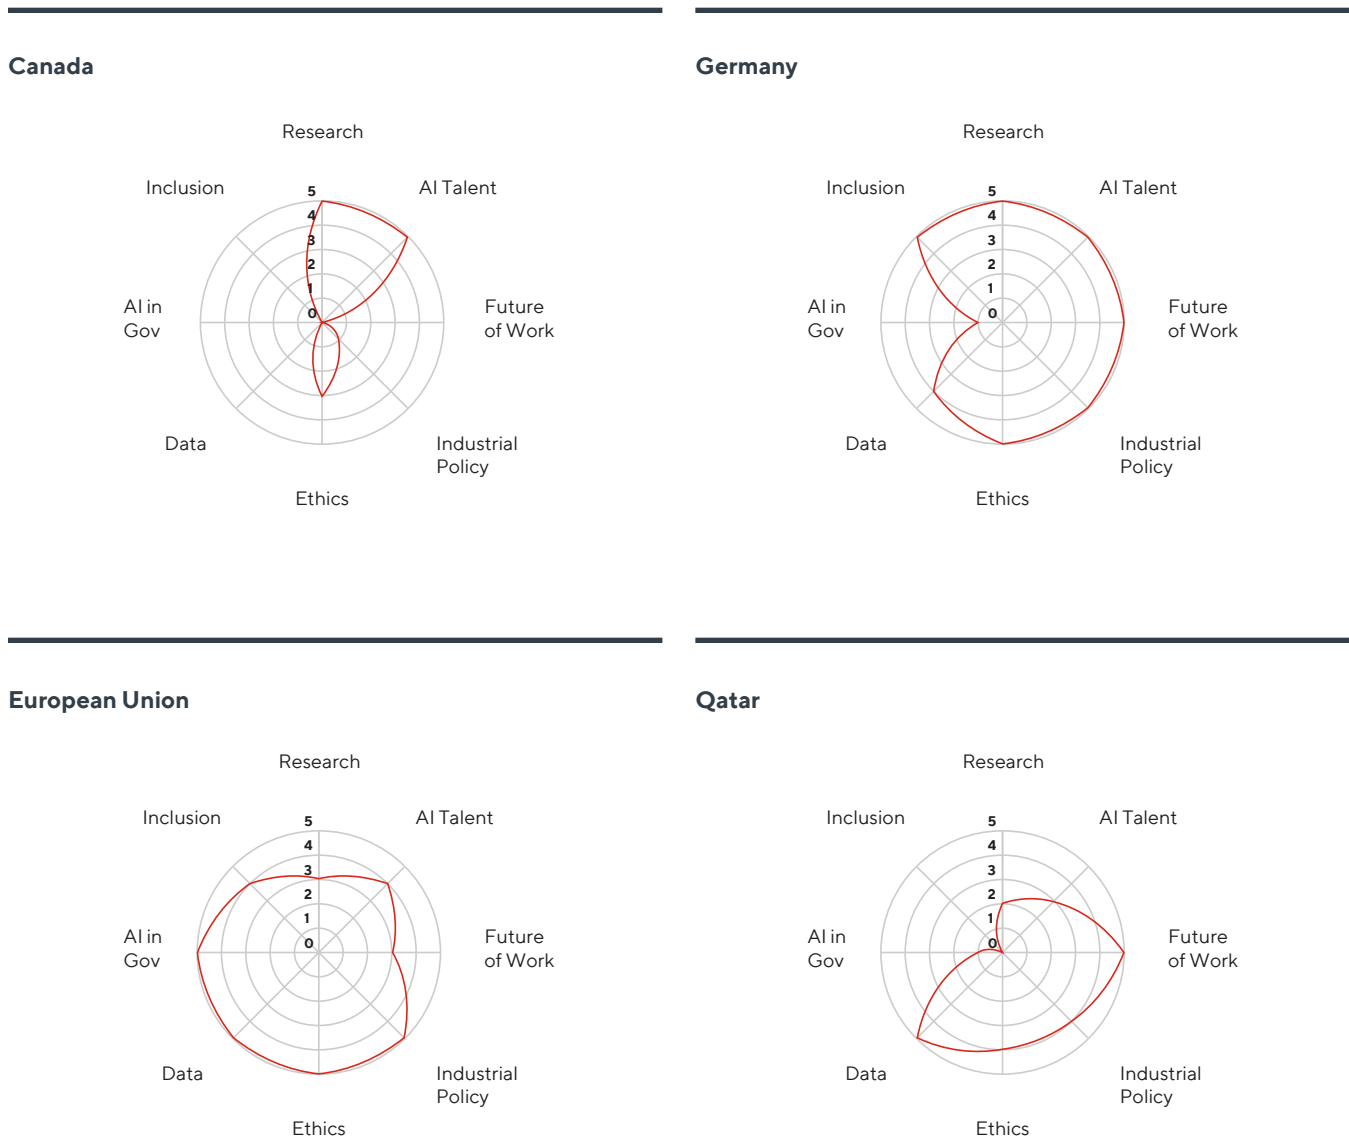 Canada
Research
Inclusion
AI Talent
5
4
3
2
1
0
AI in
Gov
Future
of Work
Data
Industrial
Policy
Ethics
Germany
Research
Inclusion
AI Talent
5
4
3
2
1
0
AI in
Gov
Future
of Work
Data
Industrial
Policy
Ethics
European Union
Research
Inclusion
AI Talent
5
4
3
2
1
0
AI in
Gov
Future
of Work
Data
Industrial
Policy
Ethics
Qatar
Research
Inclusion
AI Talent
5
4
3
2
1
0
AI in
Gov
Future
of Work
Data
Industrial
Policy
Ethics